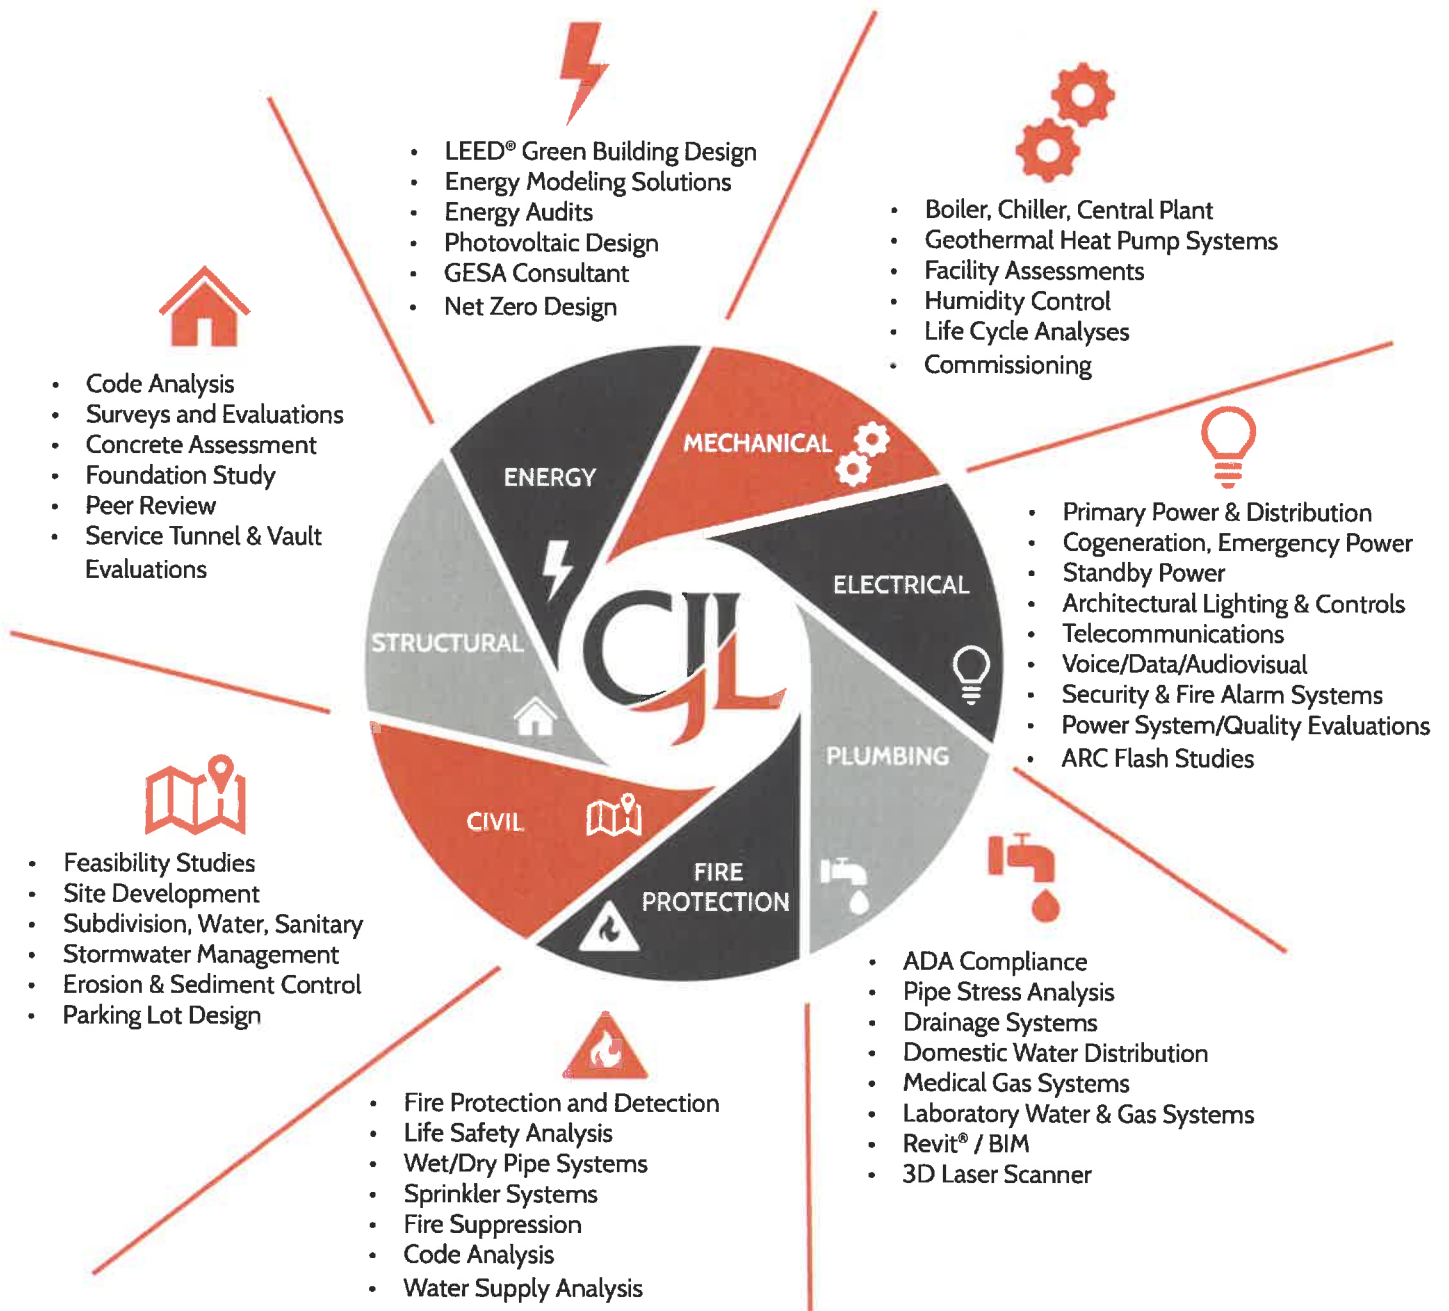 • LEED® Green Building Design
• Energy Modeling Solutions
• Energy Audits
• Photovoltaic Design
• GESA Consultant
• Net Zero Design
• Boiler, Chiller, Central Plant
• Geothermal Heat Pump Systems
• Facility Assessments
• Humidity Control
• Life Cycle Analyses
• Commissioning
• Code Analysis
• Surveys and Evaluations
• Concrete Assessment
• Foundation Study
• Peer Review
• Service Tunnel & Vault
Evaluations
MECHANICAL
ENERGY
ELECTRICAL
STRUCTURAL
CJL
PLUMBING
CIVIL
FIRE
PROTECTION
• Primary Power & Distribution
• Cogeneration, Emergency Power
• Standby Power
• Architectural Lighting & Controls
• Telecommunications
• Voice/Data/Audiovisual
• Security & Fire Alarm Systems
• Power System/Quality Evaluations
• ARC Flash Studies
• Feasibility Studies
• Site Development
• Subdivision, Water, Sanitary
• Stormwater Management
• Erosion & Sediment Control
• Parking Lot Design
• ADA Compliance
• Pipe Stress Analysis
• Drainage Systems
• Domestic Water Distribution
• Medical Gas Systems
• Laboratory Water & Gas Systems
• Revit® / BIM
• 3D Laser Scanner
• Fire Protection and Detection
• Life Safety Analysis
• Wet/Dry Pipe Systems
• Sprinkler Systems
• Fire Suppression
• Code Analysis
• Water Supply Analysis